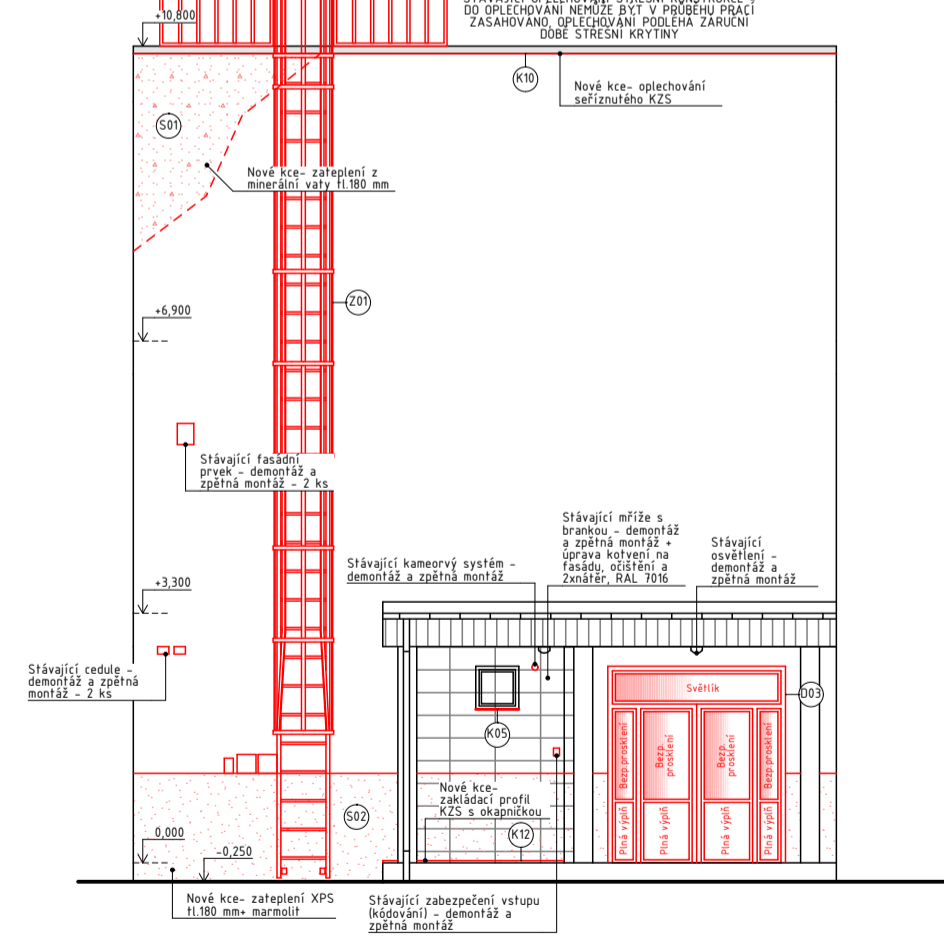 DO OPLECHOVÁNÍ NEMŮŽE BÝT V PRŮBĚHU PRACÍ
ZASAHOVÁNO, OPLECHOVÁNÍ PODLÉHÁ ZÁRUČNÍ
DOBĚ STŘEŠNÍ KRYTINY
+10,800
K10
Nové kce- oplechování
seříznutého KZS
S01
Nové kce- zateplení z
minerální vaty tl.180 mm
Z01
+6,900
Stávající fasádní
prvek - demontáž a
zpětná montáž - 2 ks
Stávající mříže s
brankou - demontáž
a zpětná montáž +
úprava kotvení na
fasádu, očištění a
2xnátěr, RAL 7016
Stávající
osvětlení -
demontáž a
zpětná montáž
Stávající kameorvý systém -
demontáž a zpětná montáž
+3,300
Stávající cedule -
demontáž a zpětná
montáž - 2 ks
Světlík
D03
K05
Bezp.prosklení
Bezp.
prosklení
Bezp.
prosklení
Bezp.prosklení
Nové kce-
zakládací profil
KZS s okapničkou
S02
K12
Plná výplň
Plná výplň
Plná výplň
Plná výplň
0,000
-0,250
Nové kce- zateplení XPS
tl.180 mm+ marmolit
Stávající zabezpečení vstupu
(kódování) - demontáž a
zpětná montáž